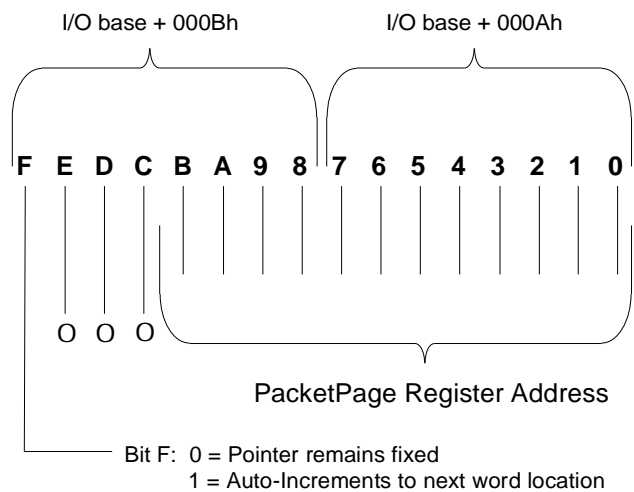 I/O base + 000Bh I/O base + 000Ah
F E D C B A 9 8 7 6 5 4 3 2 1 0
O O O
PacketPage Register Address
Bit F: 0 = Pointer remains fixed
1 = Auto-Increments to next word location